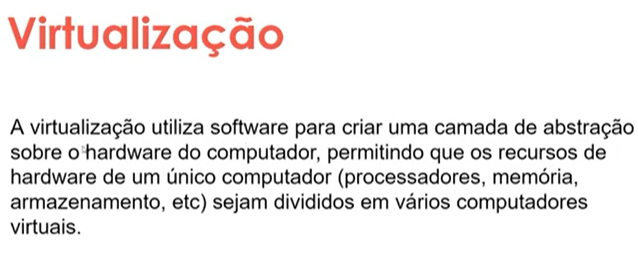 Virtualização
A virtualização utiliza software para criar uma camada de abstração
sobre o hardware do computador, permitindo que os recursos de
hardware de um único computador (processadores, memória,
armazenamento, etc) sejam divididos em vários computadores
virtuais.